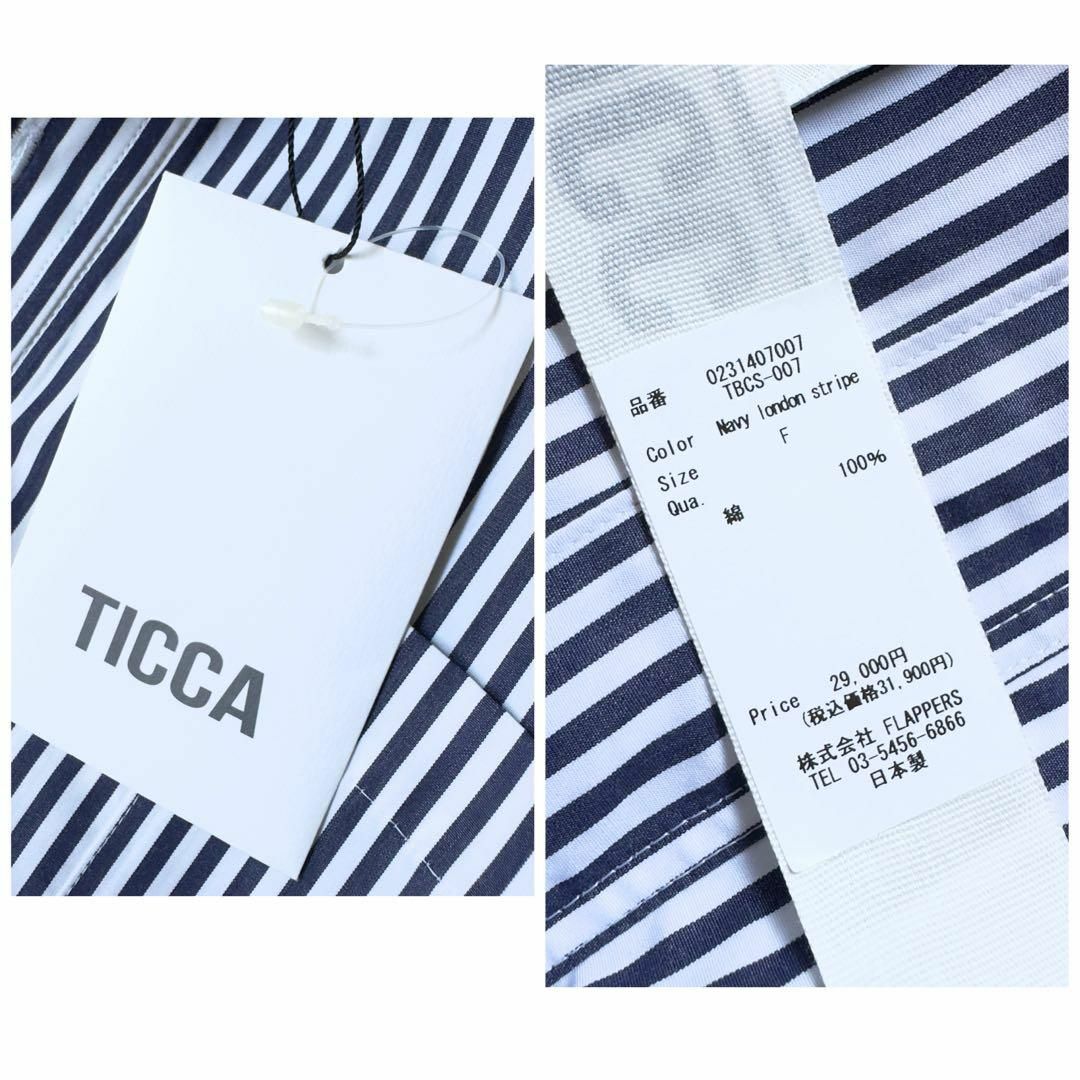 TICCA
品番 0231407007
TBCS-007
Color Navy london stripe
Size F
Qua. 100%
綿
Price 29,000円
(税込価格31,900円)
株式会社 FLAPPERS
TEL 03-5456-6866
日本製